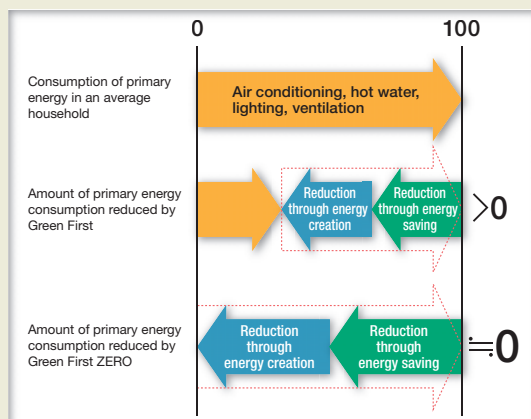 0 100
Consumption of primary
energy in an average
household
Air conditioning, hot water,
lighting, ventilation
Amount of primary energy
consumption reduced by
Green First
Reduction
through energy
creation
Reduction
through energy
saving
>0
Amount of primary energy
consumption reduced by
Green First ZERO
Reduction
through
energy creation
Reduction
through
energy saving
≒0